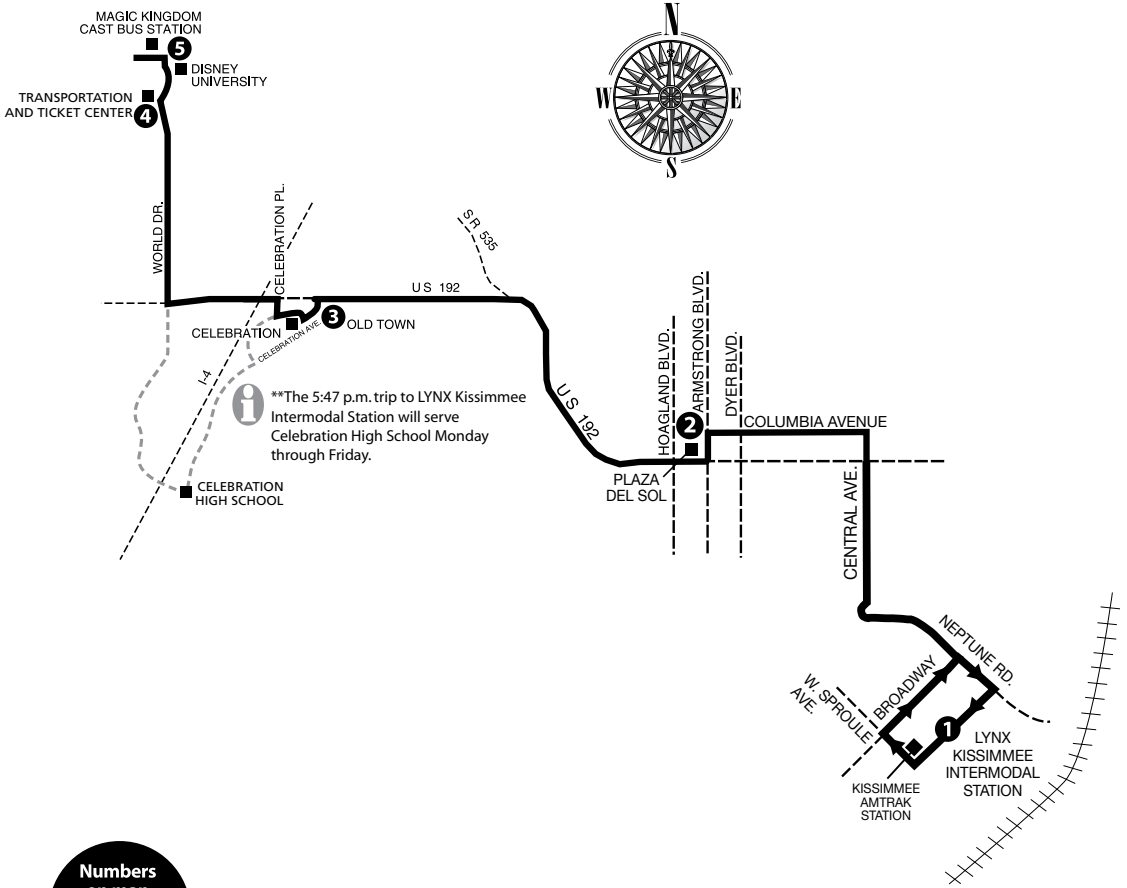 MAGIC KINGDOM
CAST BUS STATION
5
DISNEY
UNIVERSITY
TRANSPORTATION
AND TICKET CENTER
4
N
W
E
S
WORLD DR.
CELEBRATION PL.
SR 535
US 192
CELEBRATION
CELEBRATION AVE.
3
OLD TOWN
I-4
i
**The 5:47 p.m. trip to LYNX Kissimmee
Intermodal Station will serve
Celebration High School Monday
through Friday.
CELEBRATION
HIGH SCHOOL
US 192
HOAGLAND BLVD.
ARMSTRONG BLVD.
DYER BLVD.
2
COLUMBIA AVENUE
PLAZA
DEL SOL
CENTRAL AVE.
NEPTUNE RD.
BROADWAY
W. SPROULE
AVE.
1
LYNX
KISSIMMEE
INTERMODAL
STATION
KISSIMMEE
AMTRAK
STATION
Numbers